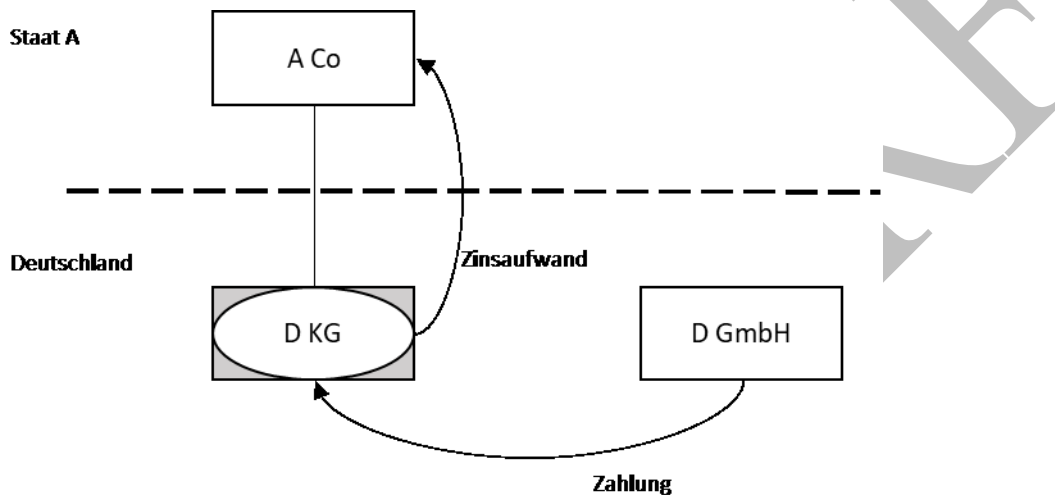 Staat A
A Co
Deutschland
Zinsaufwand
D KG
D GmbH
Zahlung